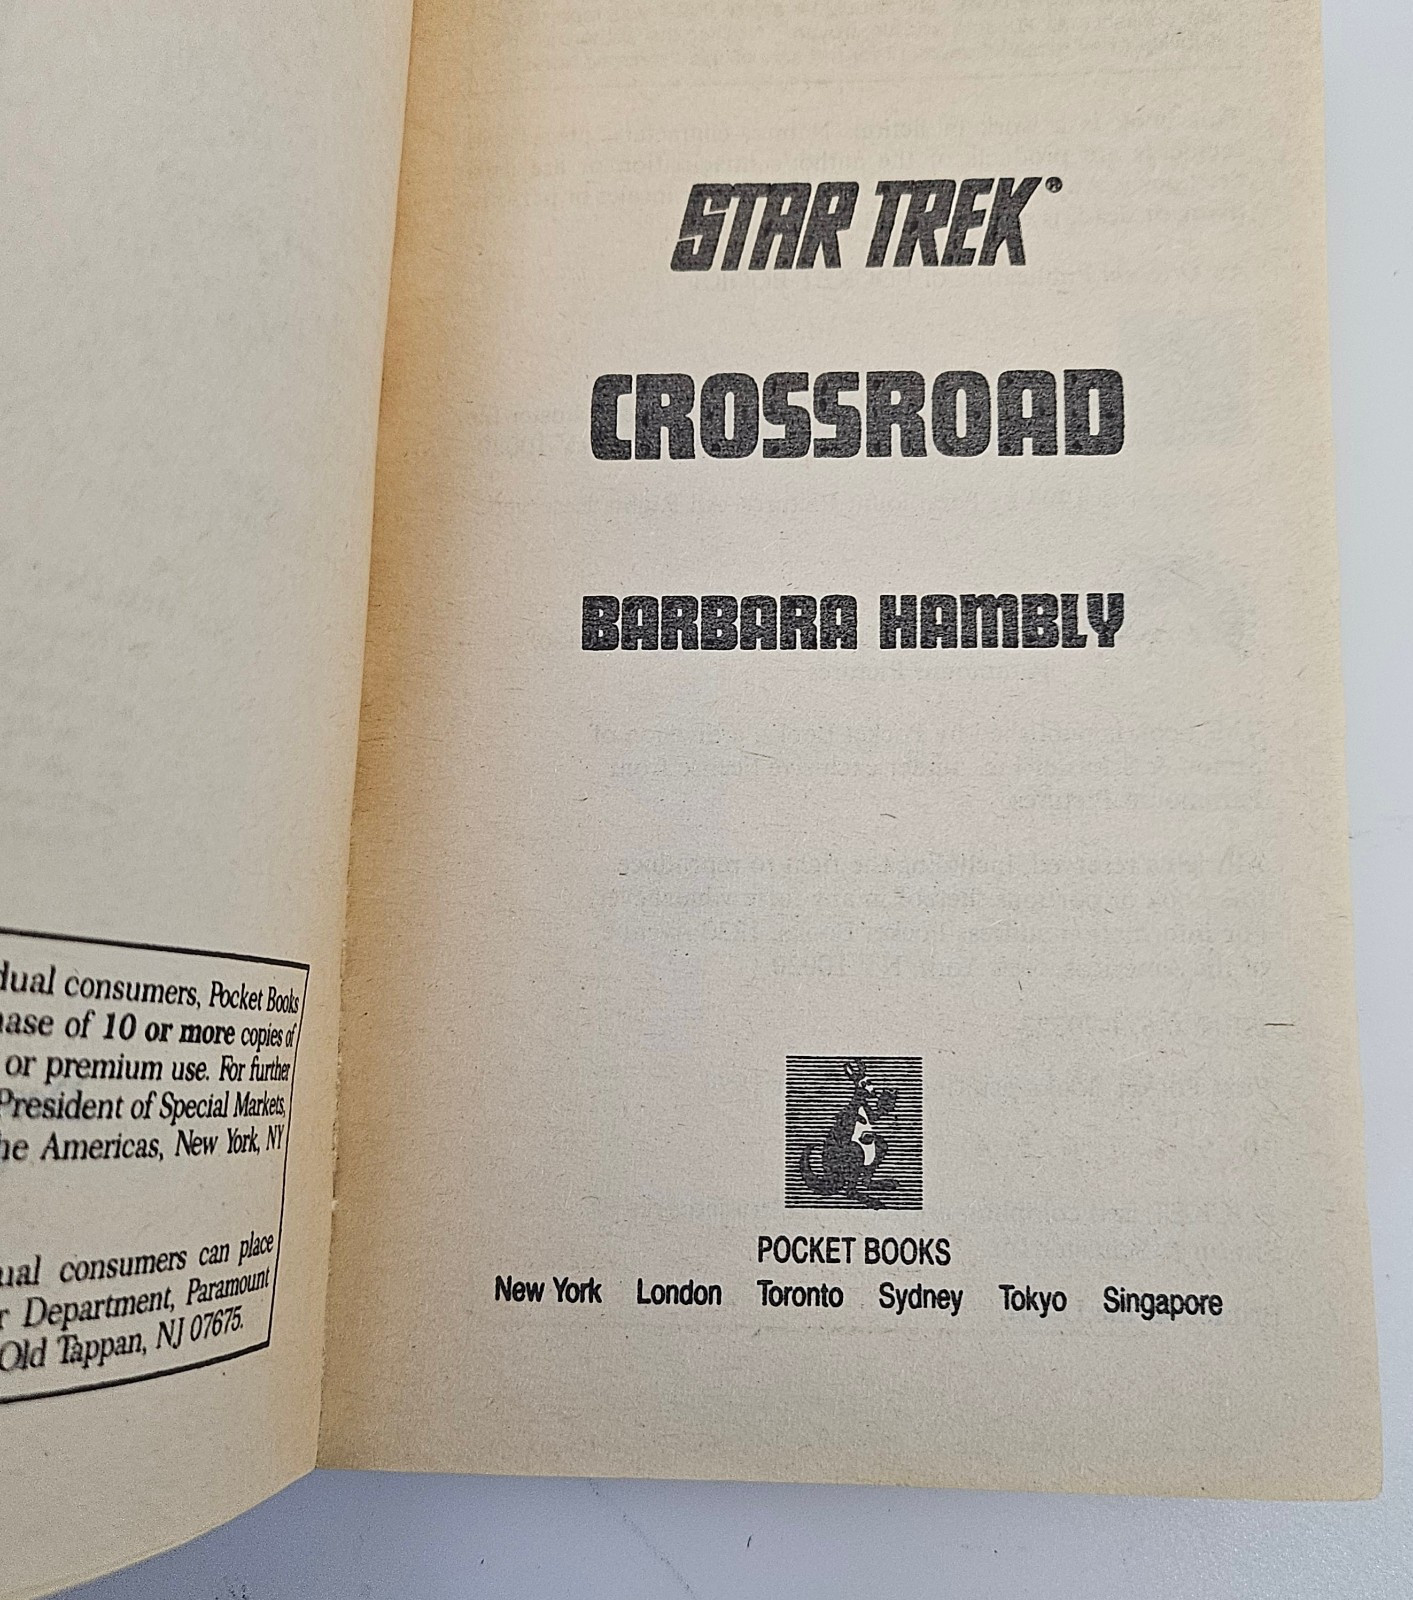 dual consumers, Pocket Books
ase of 10 or more copies of
or premium use. For further
President of Special Markets,
he Americas, New York, NY
ual consumers can place
r Department, Paramount
Old Tappan, NJ 07675.
STAR TREK®
CROSSROAD
BARBARA HAMBLY
POCKET BOOKS
New York London Toronto Sydney Tokyo Singapore